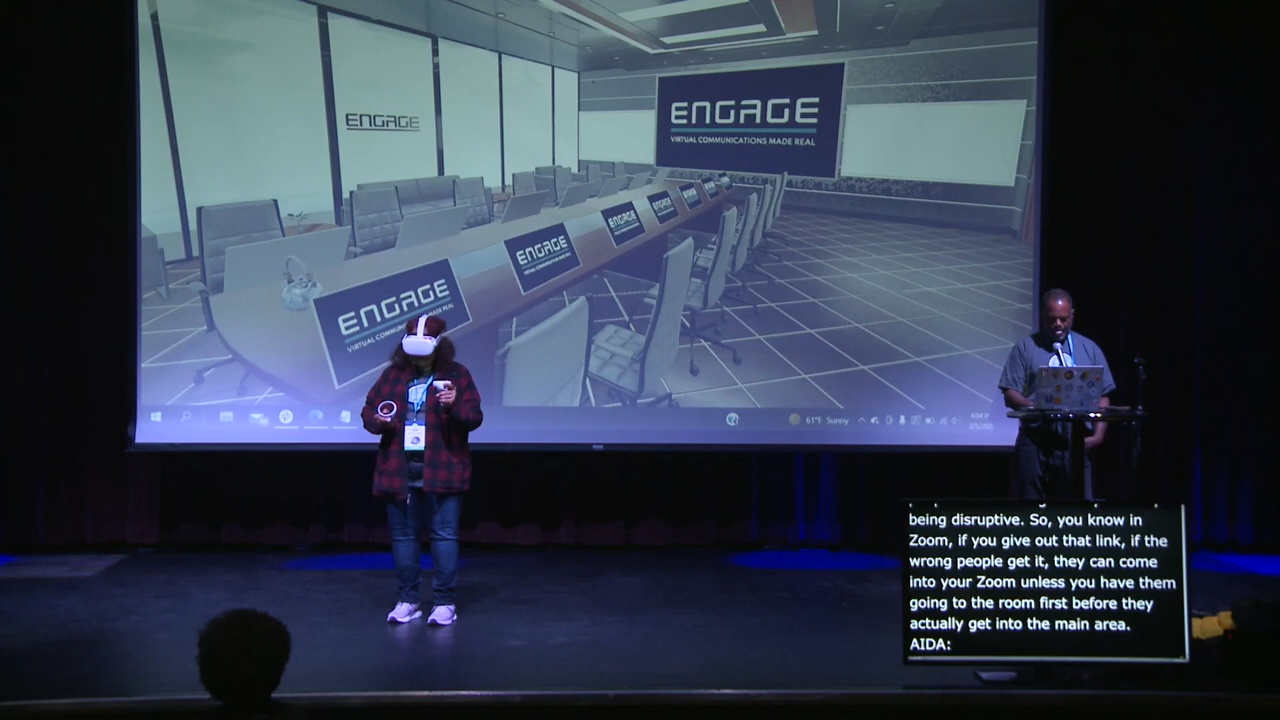 ENGAGE
ENGAGE
VIRTUAL COMMUNICATIONS MADE REAL
ENGAGE
ENGAGE
ENGAGE
ENGAGE
VIRTUAL COMMUNICATIONS MADE REAL
61°F Sunny
being disruptive. So, you know in
Zoom, if you give out that link, if the
wrong people get it, they can come
into your Zoom unless you have them
going to the room first before they
actually get into the main area.
AIDA: